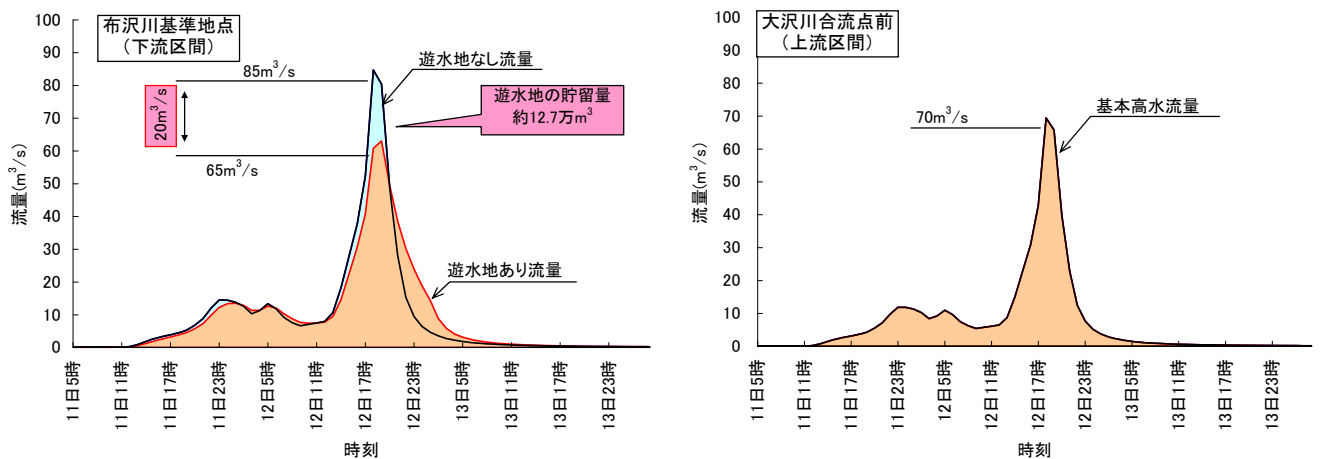 布沢川基準地点
(下流区間)
遊水地なし流量
85m³/s
20m³/s
遊水地の貯留量
約12.7万m³
65m³/s
遊水地あり流量
流量(m³/s)
100
90
80
70
60
50
40
30
20
10
0
11日5時
11日11時
11日17時
11日23時
12日5時
12日11時
12日17時
12日23時
13日5時
13日11時
13日17時
13日23時
時刻
大沢川合流点前
(上流区間)
基本高水流量
70m³/s
流量(m³/s)
100
90
80
70
60
50
40
30
20
10
0
11日5時
11日11時
11日17時
11日23時
12日5時
12日11時
12日17時
12日23時
13日5時
13日11時
13日17時
13日23時
時刻